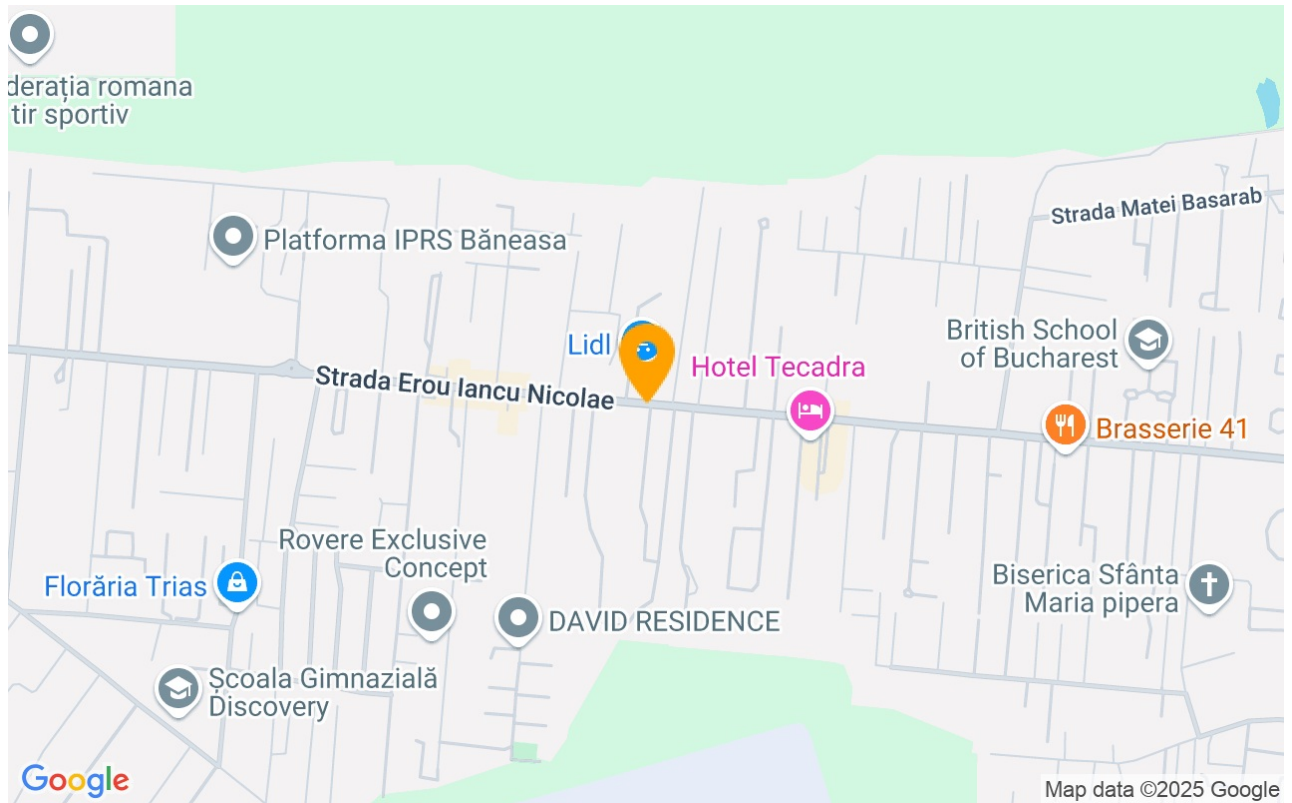 derația romana
tir sportiv
Strada Matei Basarab
Platforma IPRS Băneasa
Lidl
British School
of Bucharest
Hotel Tecadra
Strada Erou Iancu Nicolae
Brasserie 41
Rovere Exclusive
Concept
Florăria Trias
Biserica Sfânta
Maria pipera
DAVID RESIDENCE
Școala Gimnazială
Discovery
Google
Map data ©2025 Google